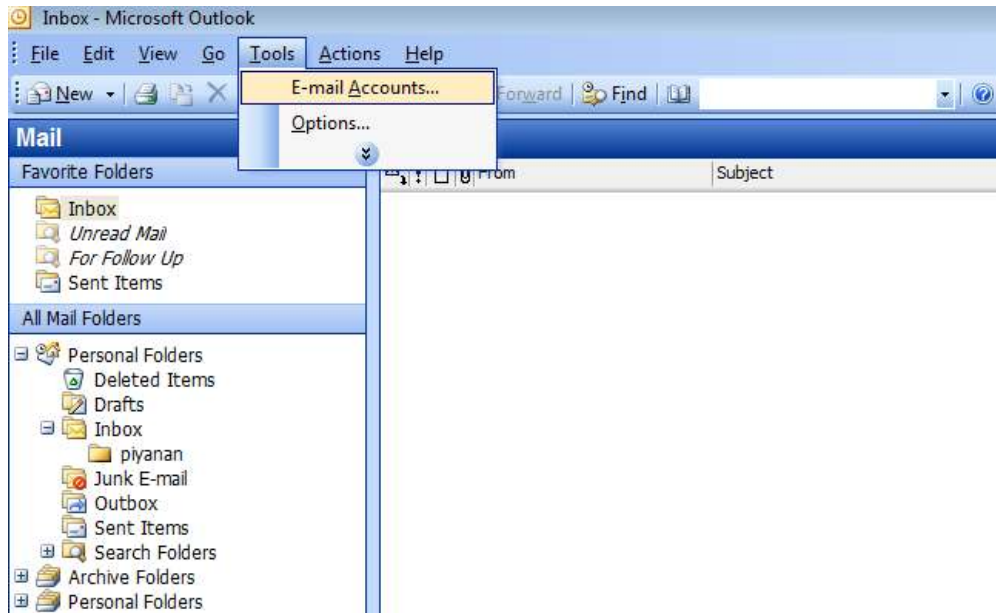 Inbox - Microsoft Outlook
File Edit View Go Tools Actions Help
New Forward Find
E-mail Accounts...
Options...
Mail
Favorite Folders
From Subject
Inbox
Unread Mail
For Follow Up
Sent Items
All Mail Folders
Personal Folders
Deleted Items
Drafts
Inbox
piyanan
Junk E-mail
Outbox
Sent Items
Search Folders
Archive Folders
Personal Folders